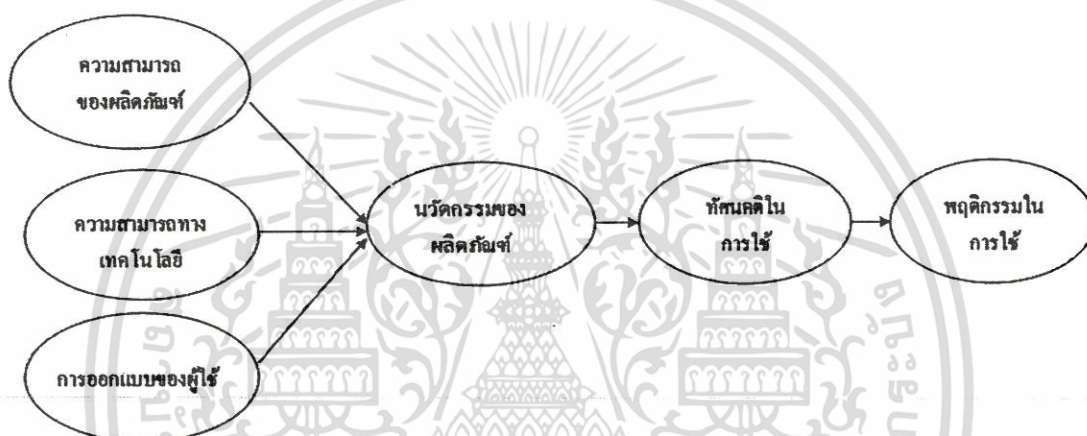 ความสามารถ
ของผลิตภัณฑ์
ความสามารถทาง
เทคโนโลยี
การออกแบบของผู้ใช้
นวัตกรรมของ
ผลิตภัณฑ์
ทัศนคติใน
การใช้
พฤติกรรมใน
การใช้